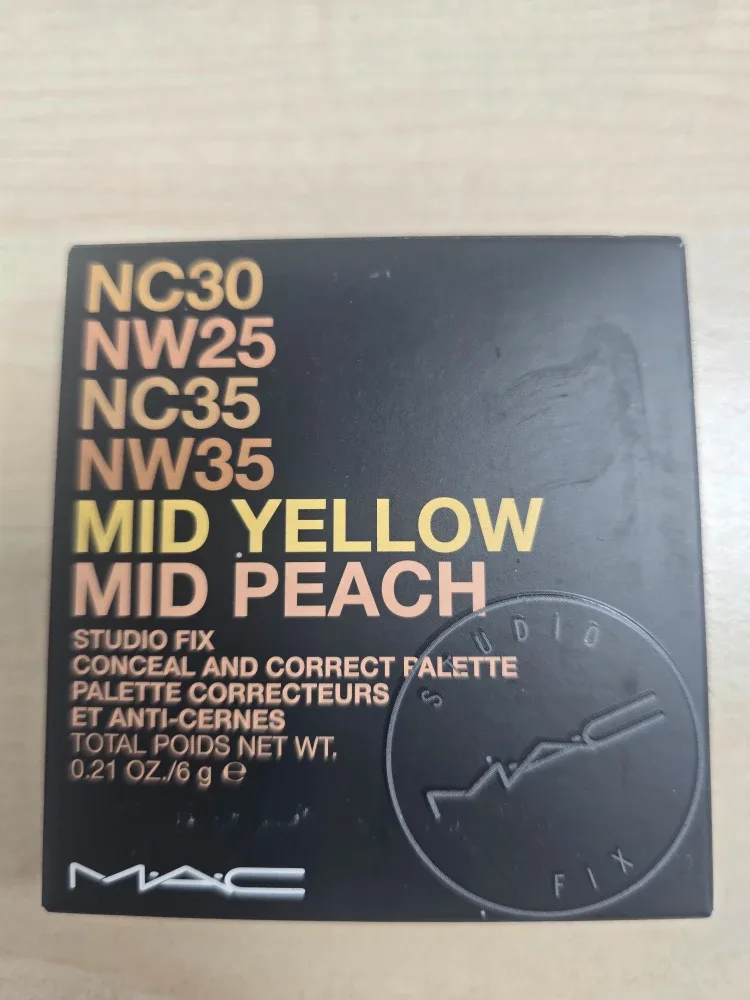 NC30
NW25
NC35
NW35
MID YELLOW
MID PEACH
STUDIO FIX
CONCEAL AND CORRECT PALETTE
PALETTE CORRECTEURS
ET ANTI-CERNES
TOTAL POIDS NET WT.
0.21 OZ./6 g ℮
STUDIO
M·A·C
FIX
M·A·C